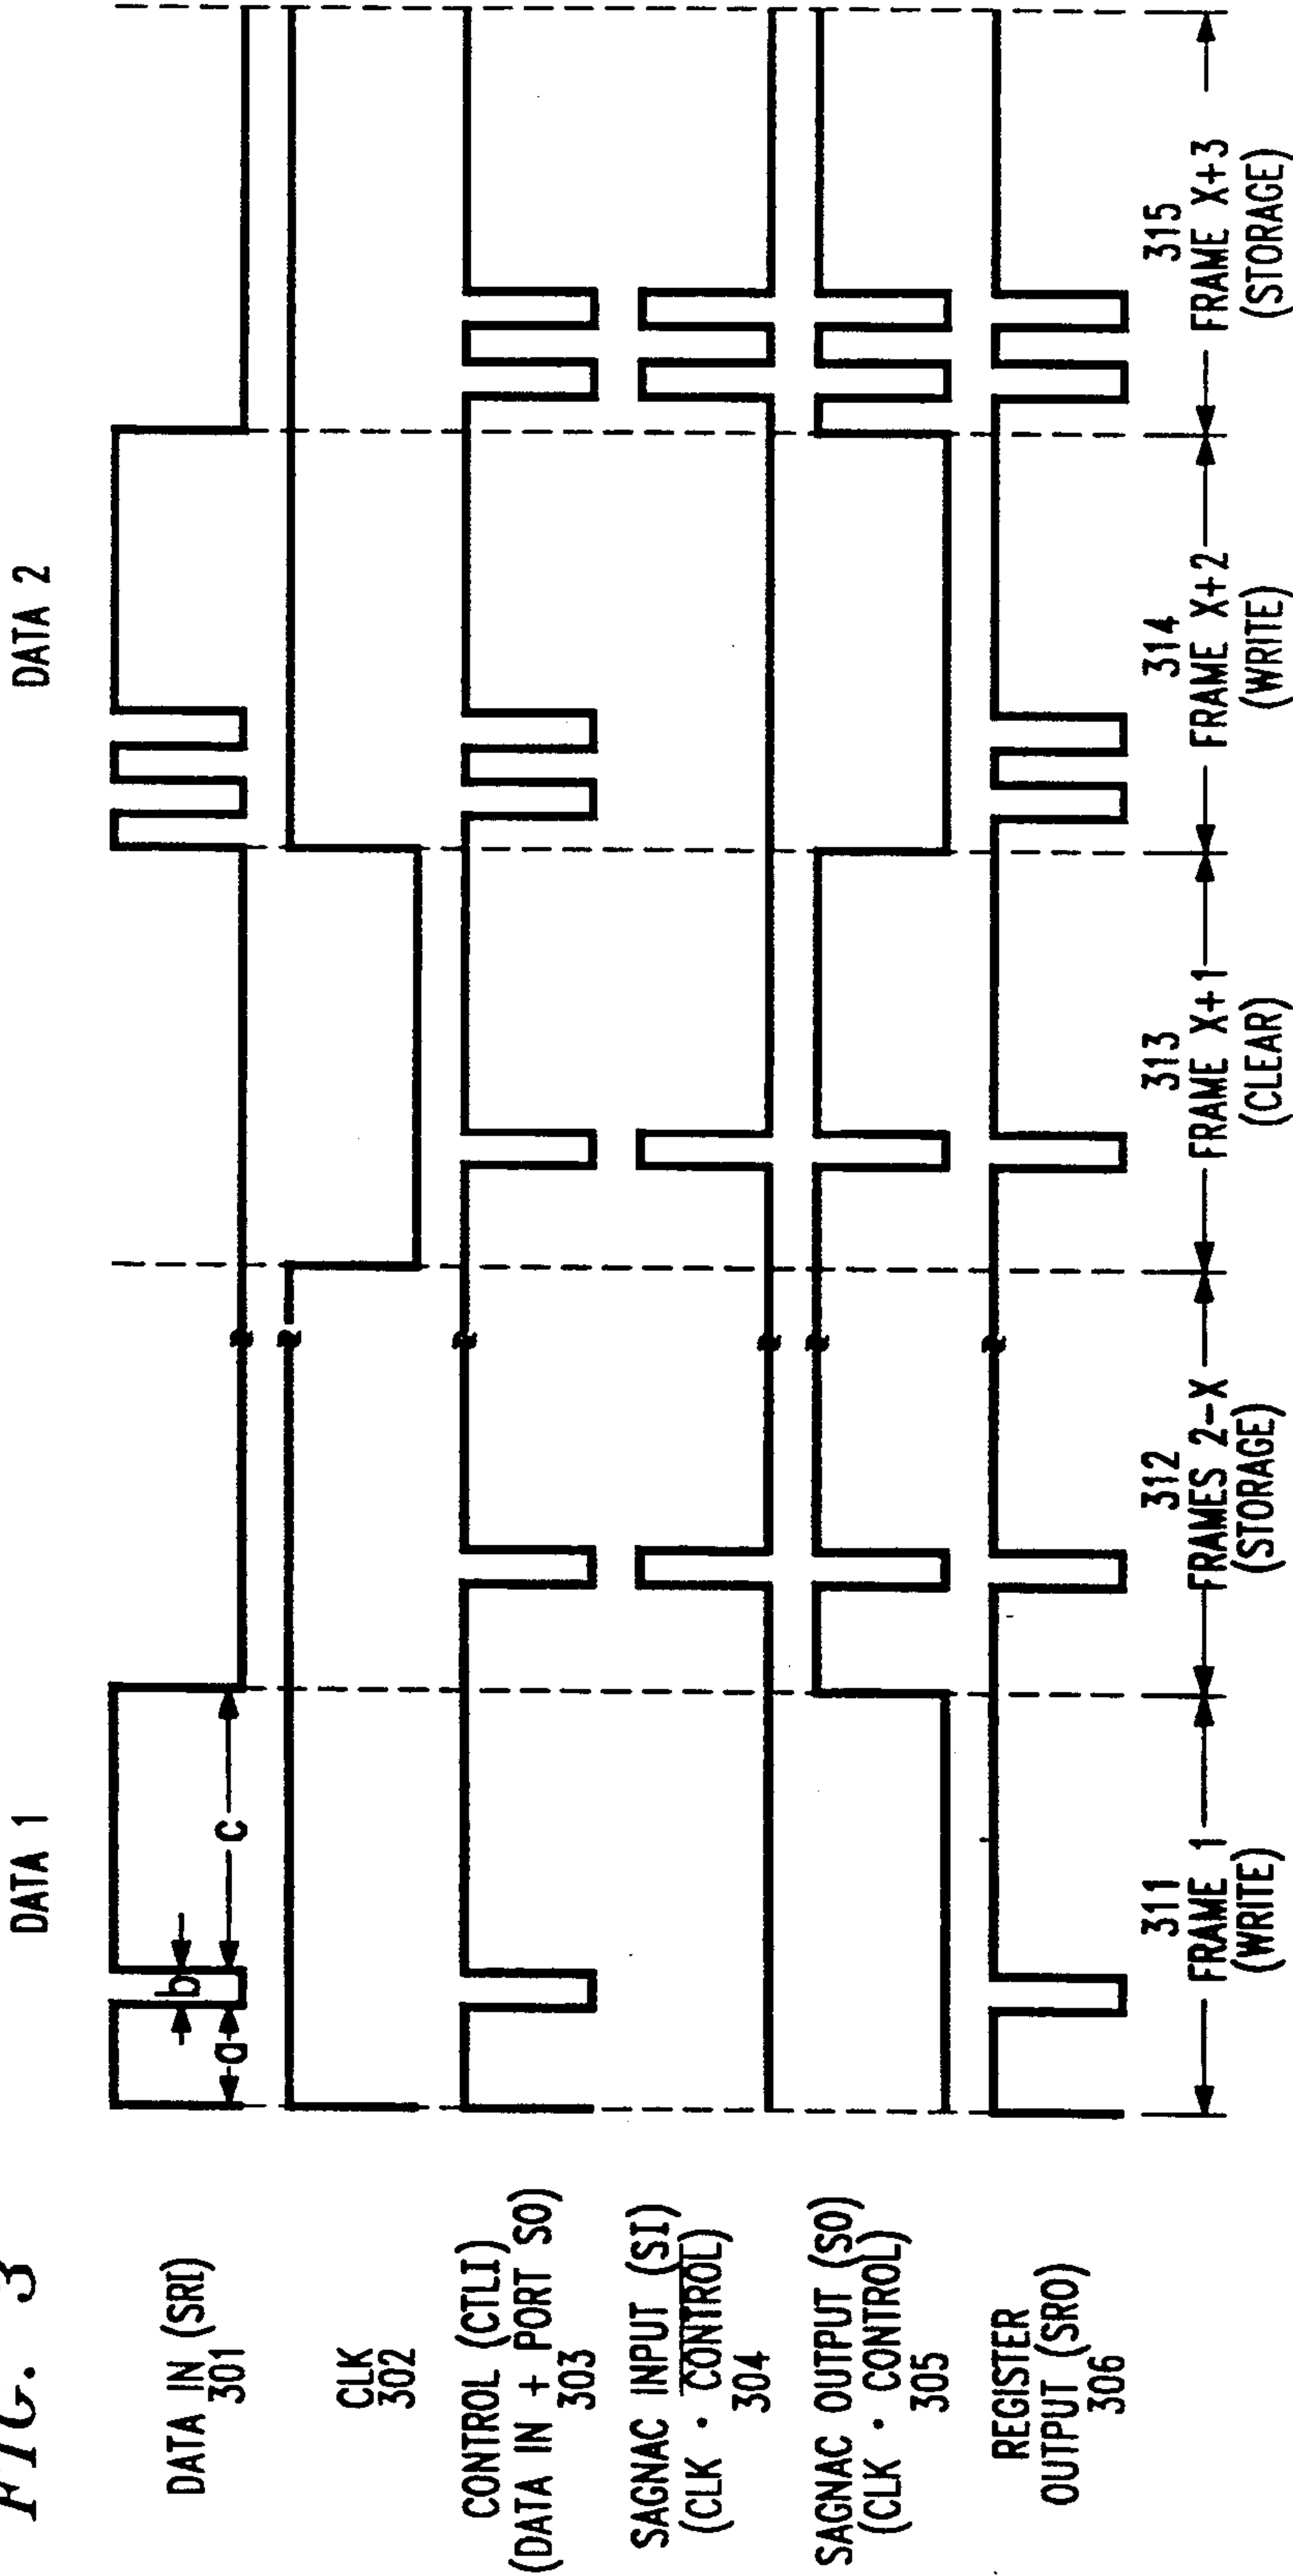 FIG. 3
DATA 1
DATA 2
DATA IN (SRI)
301
a
b
c
CLK
302
CONTROL (CTLI)
(DATA IN + PORT SO)
303
SAGNAC INPUT (SI)
(CLK · CONTROL)
304
SAGNAC OUTPUT (SO)
(CLK · CONTROL)
305
REGISTER
OUTPUT (SRO)
306
311
FRAME 1
(WRITE)
312
FRAMES 2-X
(STORAGE)
313
FRAME X+1
(CLEAR)
314
FRAME X+2
(WRITE)
315
FRAME X+3
(STORAGE)